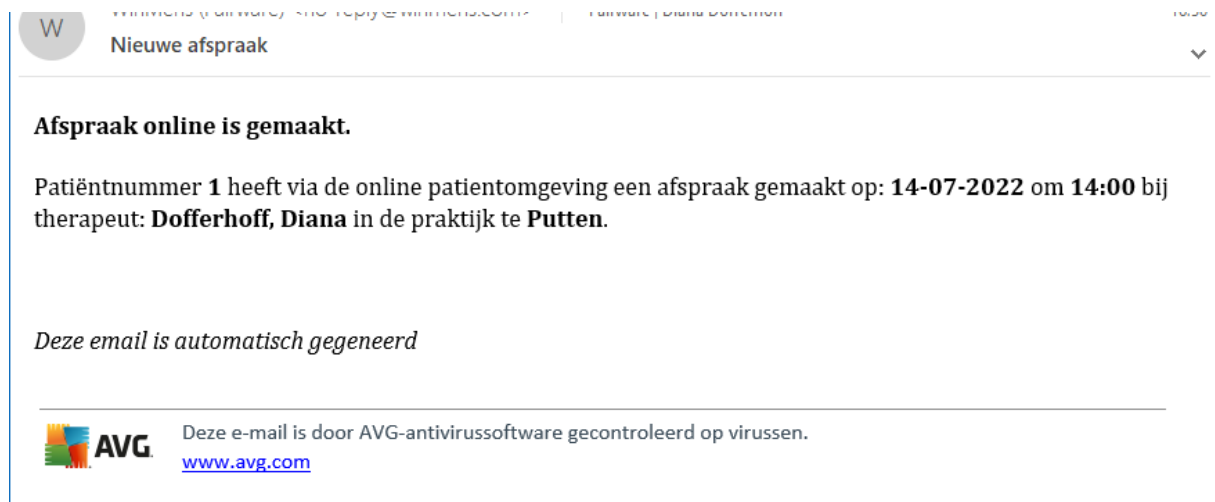 W
Nieuwe afspraak
Afspraak online is gemaakt.
Patiëntnummer 1 heeft via de online patientomgeving een afspraak gemaakt op: 14-07-2022 om 14:00 bij
therapeut: Dofferhoff, Diana in de praktijk te Putten.
Deze email is automatisch gegeneerd
AVG.
Deze e-mail is door AVG-antivirussoftware gecontroleerd op virussen.
www.avg.com